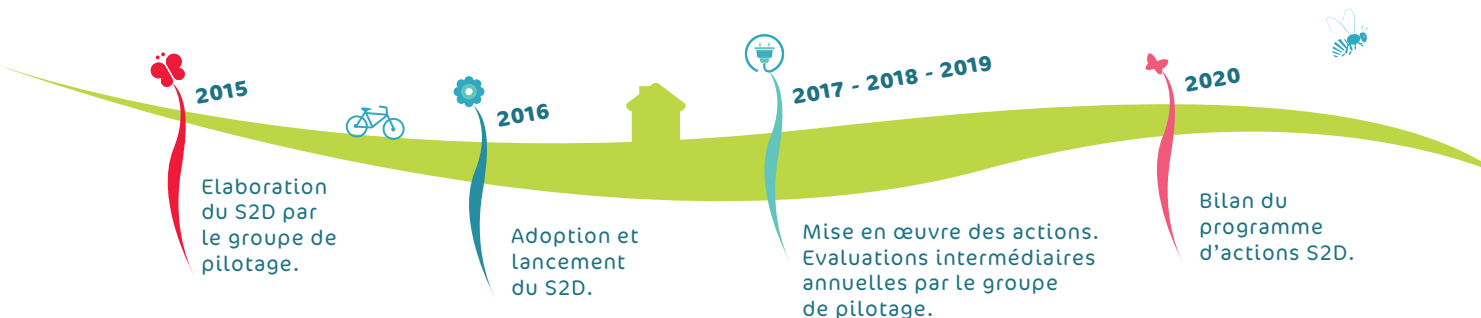 2015
Elaboration
du S2D par
le groupe de
pilotage.
2016
Adoption et
lancement
du S2D.
2017 - 2018 - 2019
Mise en œuvre des actions.
Evaluations intermédiaires
annuelles par le groupe
de pilotage.
2020
Bilan du
programme
d’actions S2D.